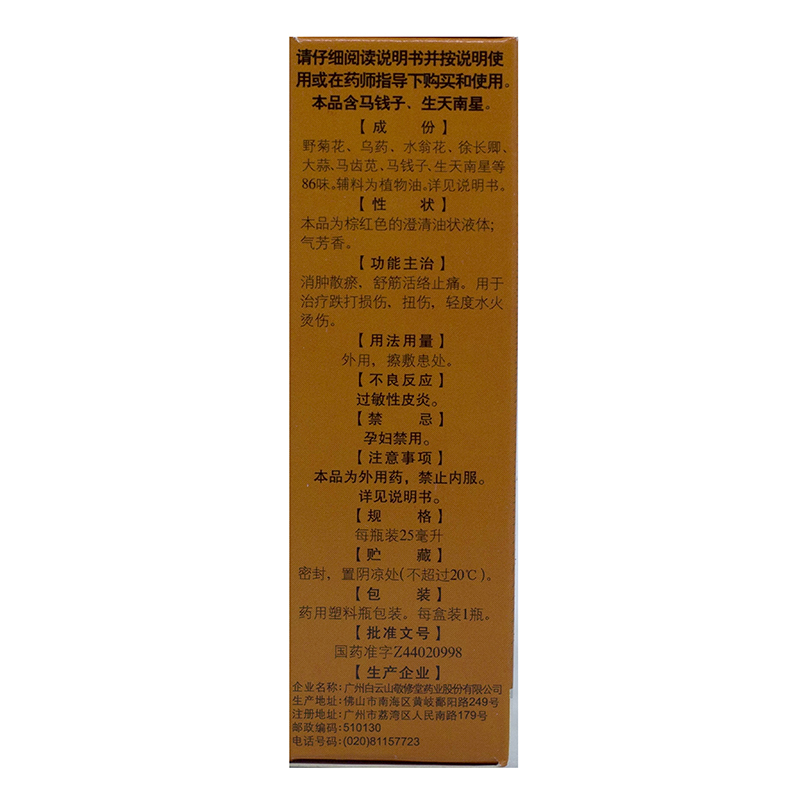 请仔细阅读说明书并按说明使
用或在药师指导下购买和使用。
本品含马钱子、生天南星。
【成 份】
野菊花、乌药、水翁花、徐长卿、
大蒜、马齿苋、马钱子、生天南星等
86味。辅料为植物油。详见说明书。
【性 状】
本品为棕红色的澄清油状液体；
气芳香。
【功能主治】
消肿散瘀，舒筋活络止痛。用于
治疗跌打损伤、扭伤，轻度水火
烫伤。
【用法用量】
外用，擦敷患处。
【不良反应】
过敏性皮炎。
【禁 忌】
孕妇禁用。
【注意事项】
本品为外用药，禁止内服。
详见说明书。
【规 格】
每瓶装25毫升
【贮 藏】
密封，置阴凉处(不超过20℃)。
【包 装】
药用塑料瓶包装。每盒装1瓶。
【批准文号】
国药准字Z44020998
【生产企业】
企业名称：广州白云山敬修堂药业股份有限公司
生产地址：佛山市南海区黄岐鄱阳路249号
注册地址：广州市荔湾区人民南路179号
邮政编码：510130
电话号码：(020)81157723